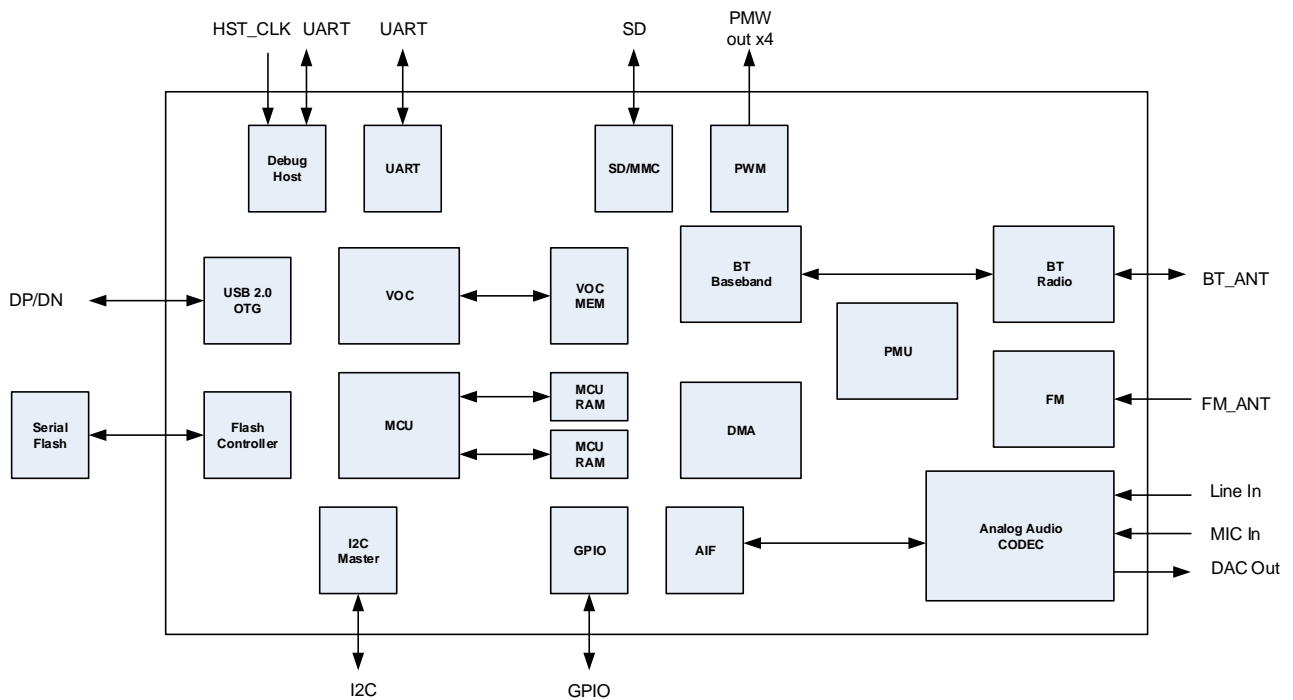 HST_CLK UART
UART
SD
PMW
out x4
Debug
Host
UART
SD/MMC
PWM
DP/DN
USB 2.0
OTG
VOC
VOC
MEM
BT
Baseband
BT
Radio
BT_ANT
PMU
Serial
Flash
Flash
Controller
MCU
MCU
RAM
MCU
RAM
DMA
FM
FM_ANT
I2C
Master
GPIO
AIF
Analog Audio
CODEC
Line In
MIC In
DAC Out
I2C
GPIO